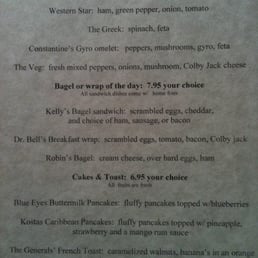 Western Star: ham, green pepper, onion, tomato
The Greek: spinach, feta
Constantine's Gyro omelet: peppers, mushrooms, gyro, feta
The Veg: fresh mixed peppers, onions, mushroom, Colby Jack cheese
Bagel or wrap of the day: 7.95 your choice
All sandwich dishes come w/ home fries
Kelly's Bagel sandwich: scrambled eggs, cheddar,
and choice of ham, sausage, or bacon
Dr. Bell's Breakfast wrap: scrambled eggs, tomato, bacon, Colby jack
Robin's Bagel: cream cheese, over hard eggs, ham
Cakes & Toast: 6.95 your choice
All fruits are fresh
Blue Eyes Buttermilk Pancakes: fluffy pancakes topped w/blueberries
Kostas Caribbean Pancakes: fluffy pancakes topped w/ pineapple,
strawberry and a mango rum sauce
The Generals' French Toast: caramelized walnuts, banana's in an orange